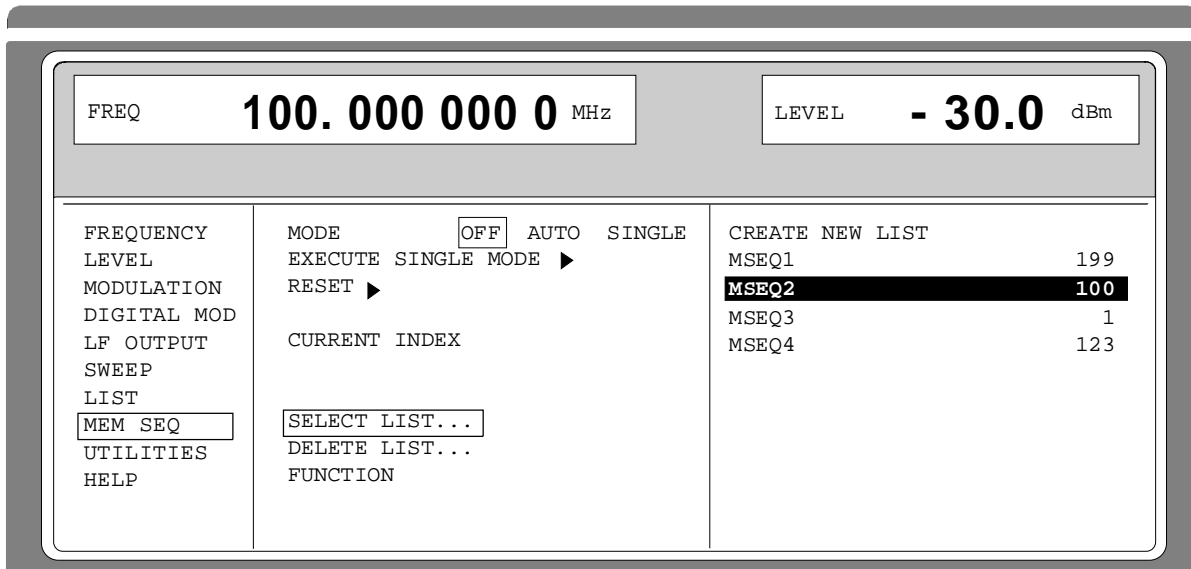 FREQ 100. 000 000 0 MHz
LEVEL - 30.0 dBm
FREQUENCY
LEVEL
MODULATION
DIGITAL MOD
LF OUTPUT
SWEEP
LIST
MEM SEQ
UTILITIES
HELP
MODE OFF AUTO SINGLE
EXECUTE SINGLE MODE ▶
RESET ▶
CURRENT INDEX
SELECT LIST...
DELETE LIST...
FUNCTION
CREATE NEW LIST
MSEQ1 199
MSEQ2 100
MSEQ3 1
MSEQ4 123